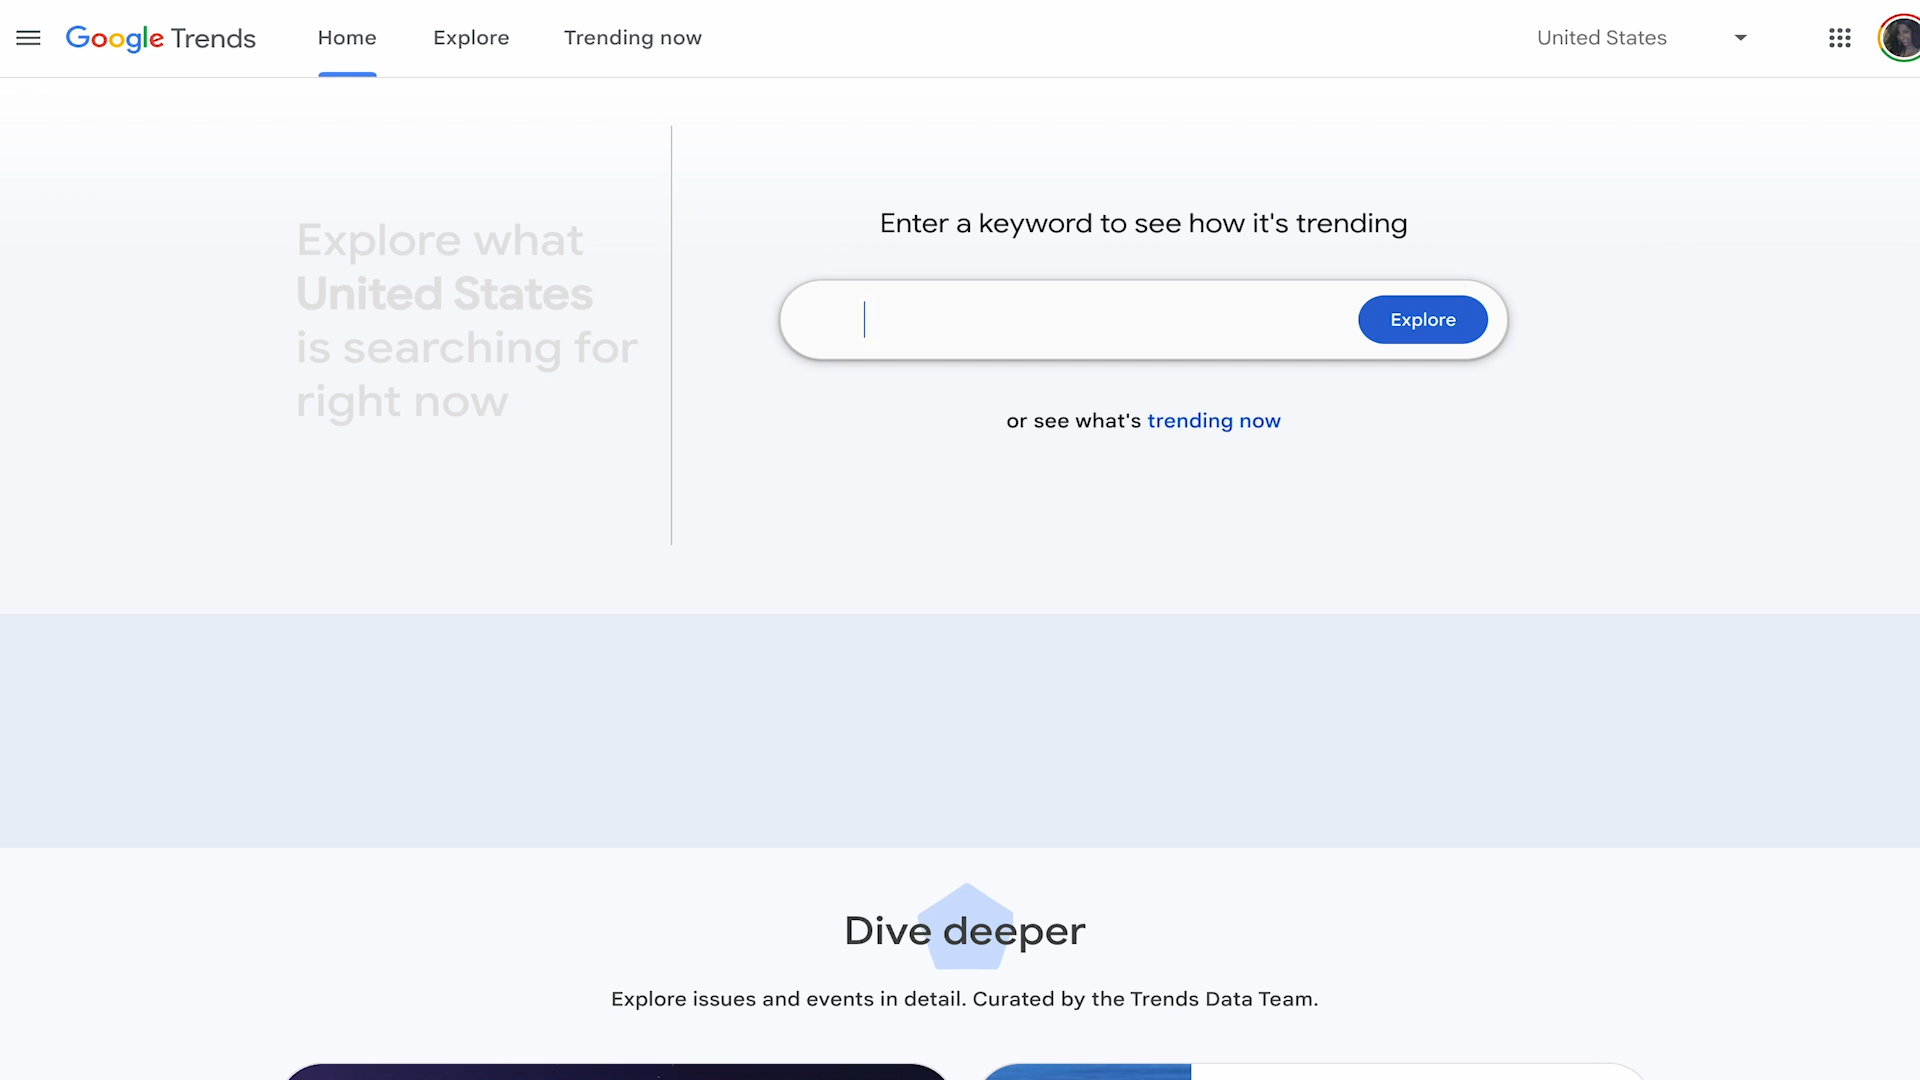 Google Trends
Home
Explore
Trending now
United States
Explore what
United States
is searching for
right now
Enter a keyword to see how it's trending
Explore
or see what's trending now
Dive deeper
Explore issues and events in detail. Curated by the Trends Data Team.